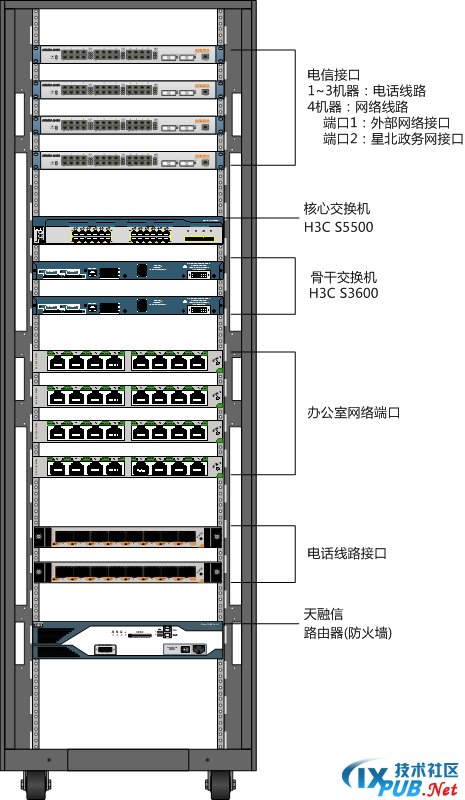 电信接口
1~3机器：电话线路
4机器：网络线路
端口1：外部网络接口
端口2：星北政务网接口
核心交换机
H3C S5500
骨干交换机
H3C S3600
办公室网络端口
电话线路接口
天融信
路由器(防火墙)
技术社区
IXPUB.Net